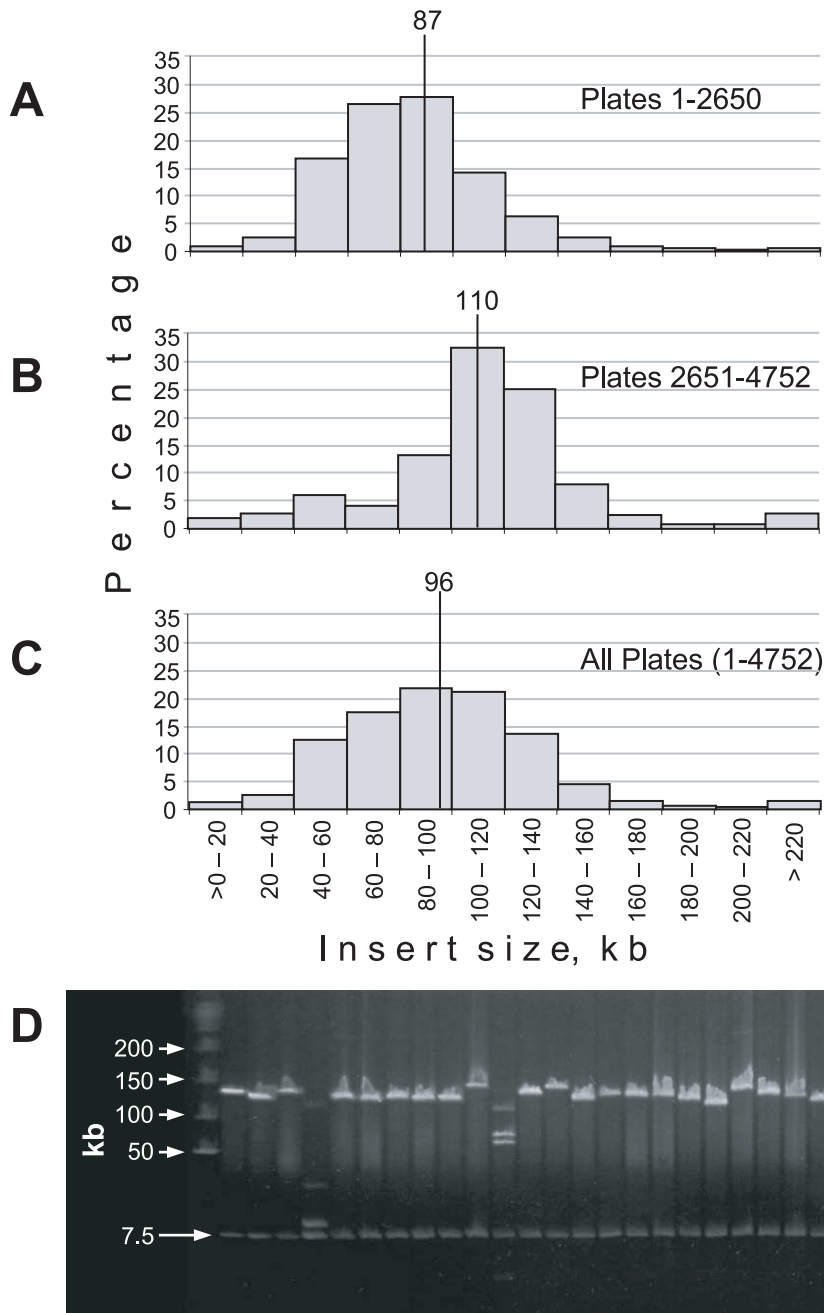 A
87
35
30
25
20
15
10
5
0
Plates 1-2650
Percentage
B
110
35
30
25
20
15
10
5
0
Plates 2651-4752
C
96
35
30
25
20
15
10
5
0
All Plates (1-4752)
>0 – 20
20 – 40
40 – 60
60 – 80
80 – 100
100 – 120
120 – 140
140 – 160
160 – 180
180 – 200
200 – 220
> 220
Insert size, kb
D
kb
200
150
100
50
7.5